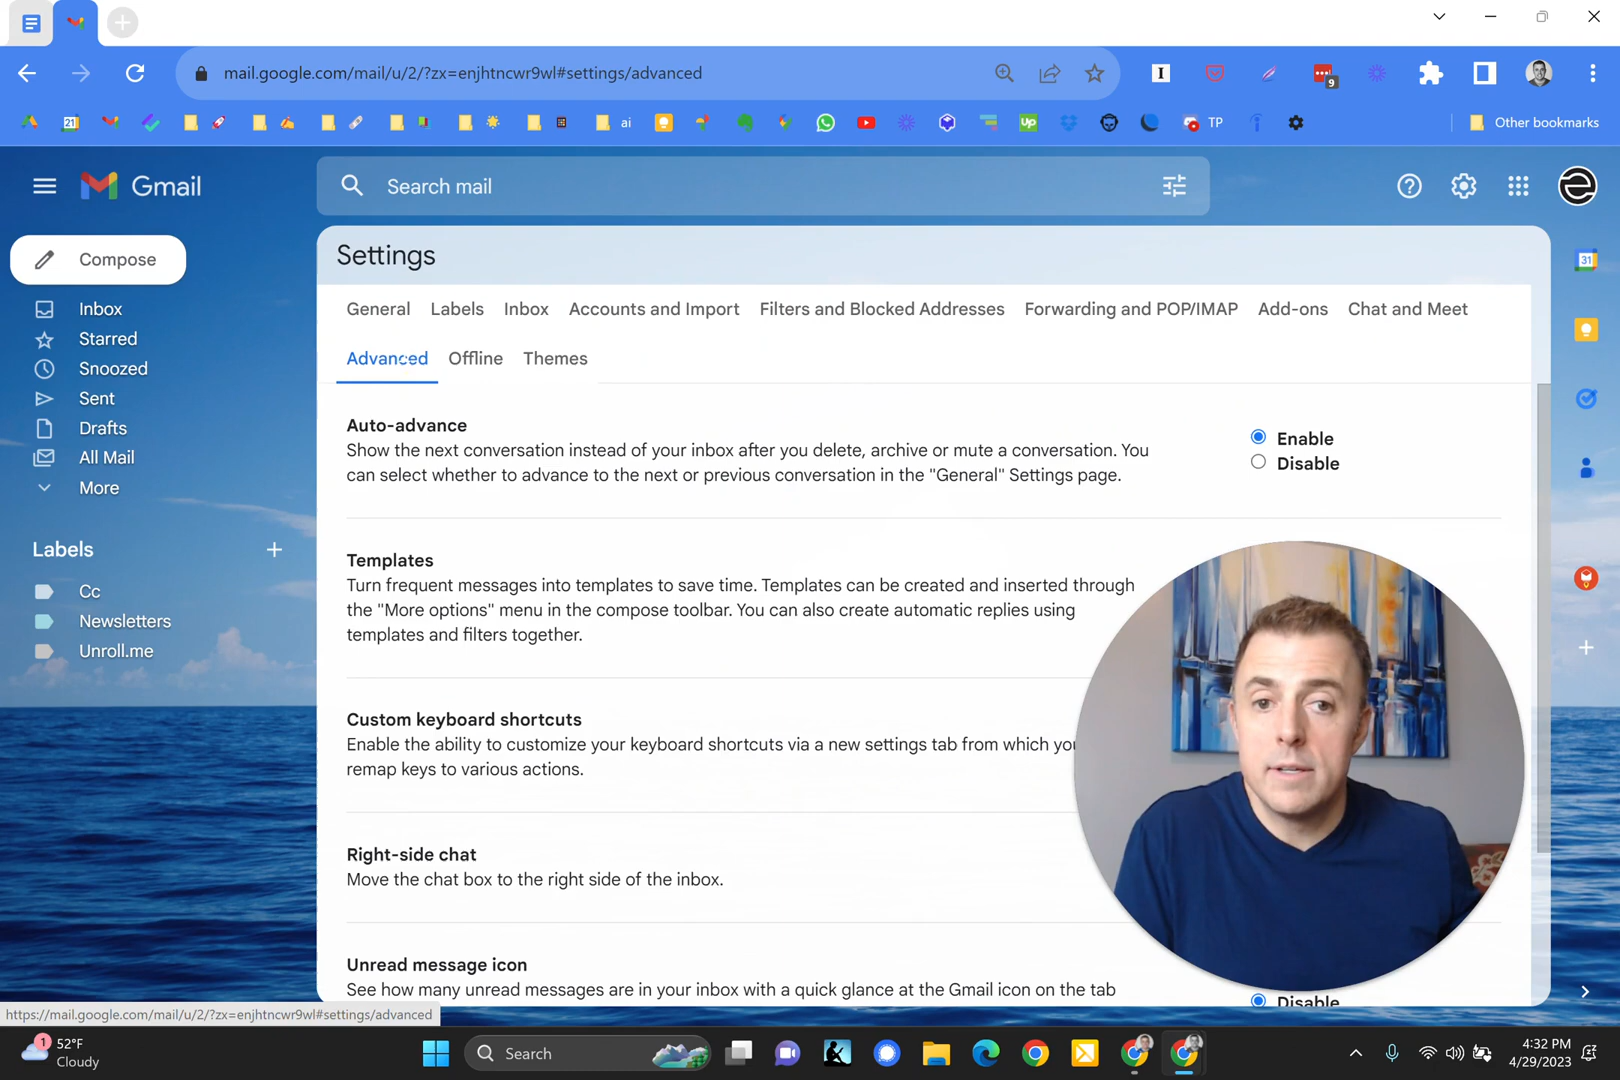 mail.google.com/mail/u/2/?zx=enjhtncwr9wl#settings/advanced
9
21
ai
Up
TP
Other bookmarks
Gmail
Search mail
Compose
Inbox
Starred
Snoozed
Sent
Drafts
All Mail
More
Labels
Cc
Newsletters
Unroll.me
Settings
General Labels Inbox Accounts and Import Filters and Blocked Addresses Forwarding and POP/IMAP Add-ons Chat and Meet
Advanced Offline Themes
Auto-advance
Show the next conversation instead of your inbox after you delete, archive or mute a conversation. You
can select whether to advance to the next or previous conversation in the "General" Settings page.
Enable
Disable
Templates
Turn frequent messages into templates to save time. Templates can be created and inserted through
the "More options" menu in the compose toolbar. You can also create automatic replies using
templates and filters together.
Custom keyboard shortcuts
Enable the ability to customize your keyboard shortcuts via a new settings tab from which
remap keys to various actions.
Right-side chat
Move the chat box to the right side of the inbox.
Unread message icon
See how many unread messages are in your inbox with a quick glance at the Gmail icon on the tab
Disable
31
https://mail.google.com/mail/u/2/?zx=enjhtncwr9wl#settings/advanced
1
52°F
Cloudy
Search
4:32 PM
4/29/2023